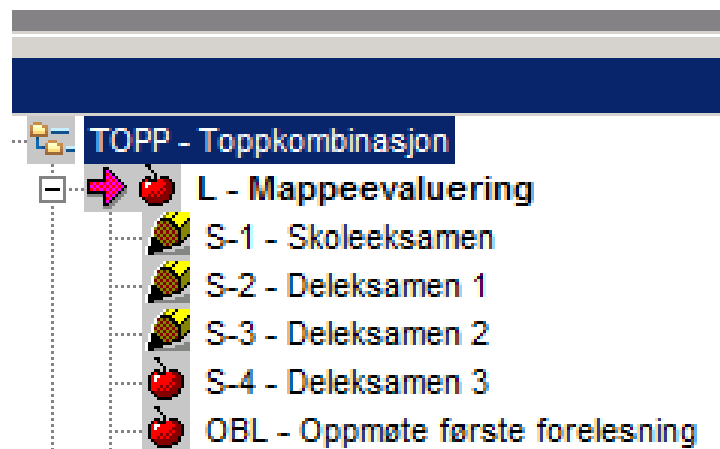 TOPP - Toppkombinasjon
L - Mappeevaluering
S-1 - Skoleeksamen
S-2 - Deleksamen 1
S-3 - Deleksamen 2
S-4 - Deleksamen 3
OBL - Oppmøte første forelesning